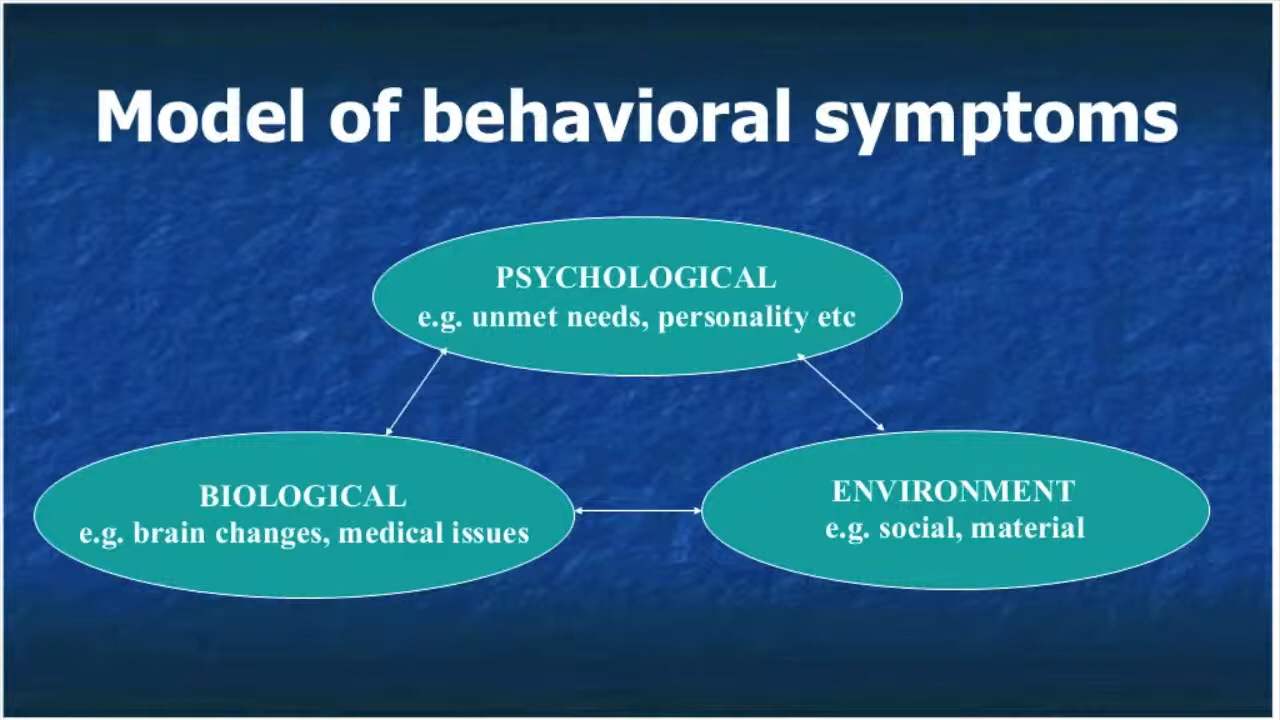 Model of behavioral symptoms
PSYCHOLOGICAL
e.g. unmet needs, personality etc
BIOLOGICAL
e.g. brain changes, medical issues
ENVIRONMENT
e.g. social, material